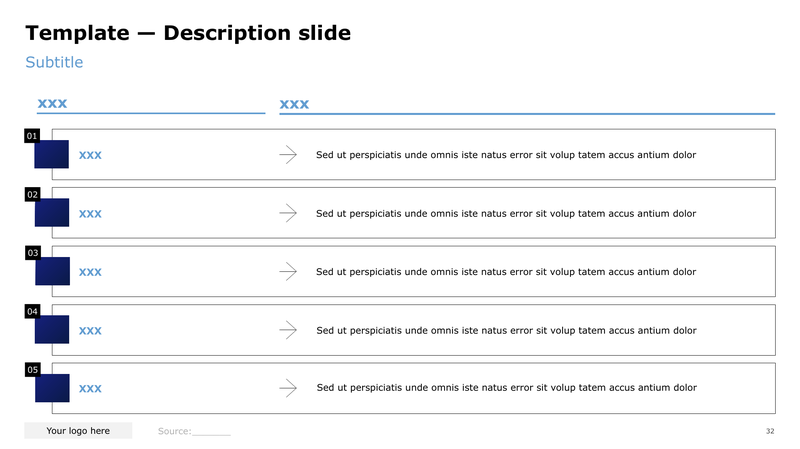 Template — Description slide
Subtitle
xxx
xxx
01
xxx
Sed ut perspiciatis unde omnis iste natus error sit volup tatem accus antium dolor
02
xxx
Sed ut perspiciatis unde omnis iste natus error sit volup tatem accus antium dolor
03
xxx
Sed ut perspiciatis unde omnis iste natus error sit volup tatem accus antium dolor
04
xxx
Sed ut perspiciatis unde omnis iste natus error sit volup tatem accus antium dolor
05
xxx
Sed ut perspiciatis unde omnis iste natus error sit volup tatem accus antium dolor
Your logo here
Source:_______
32